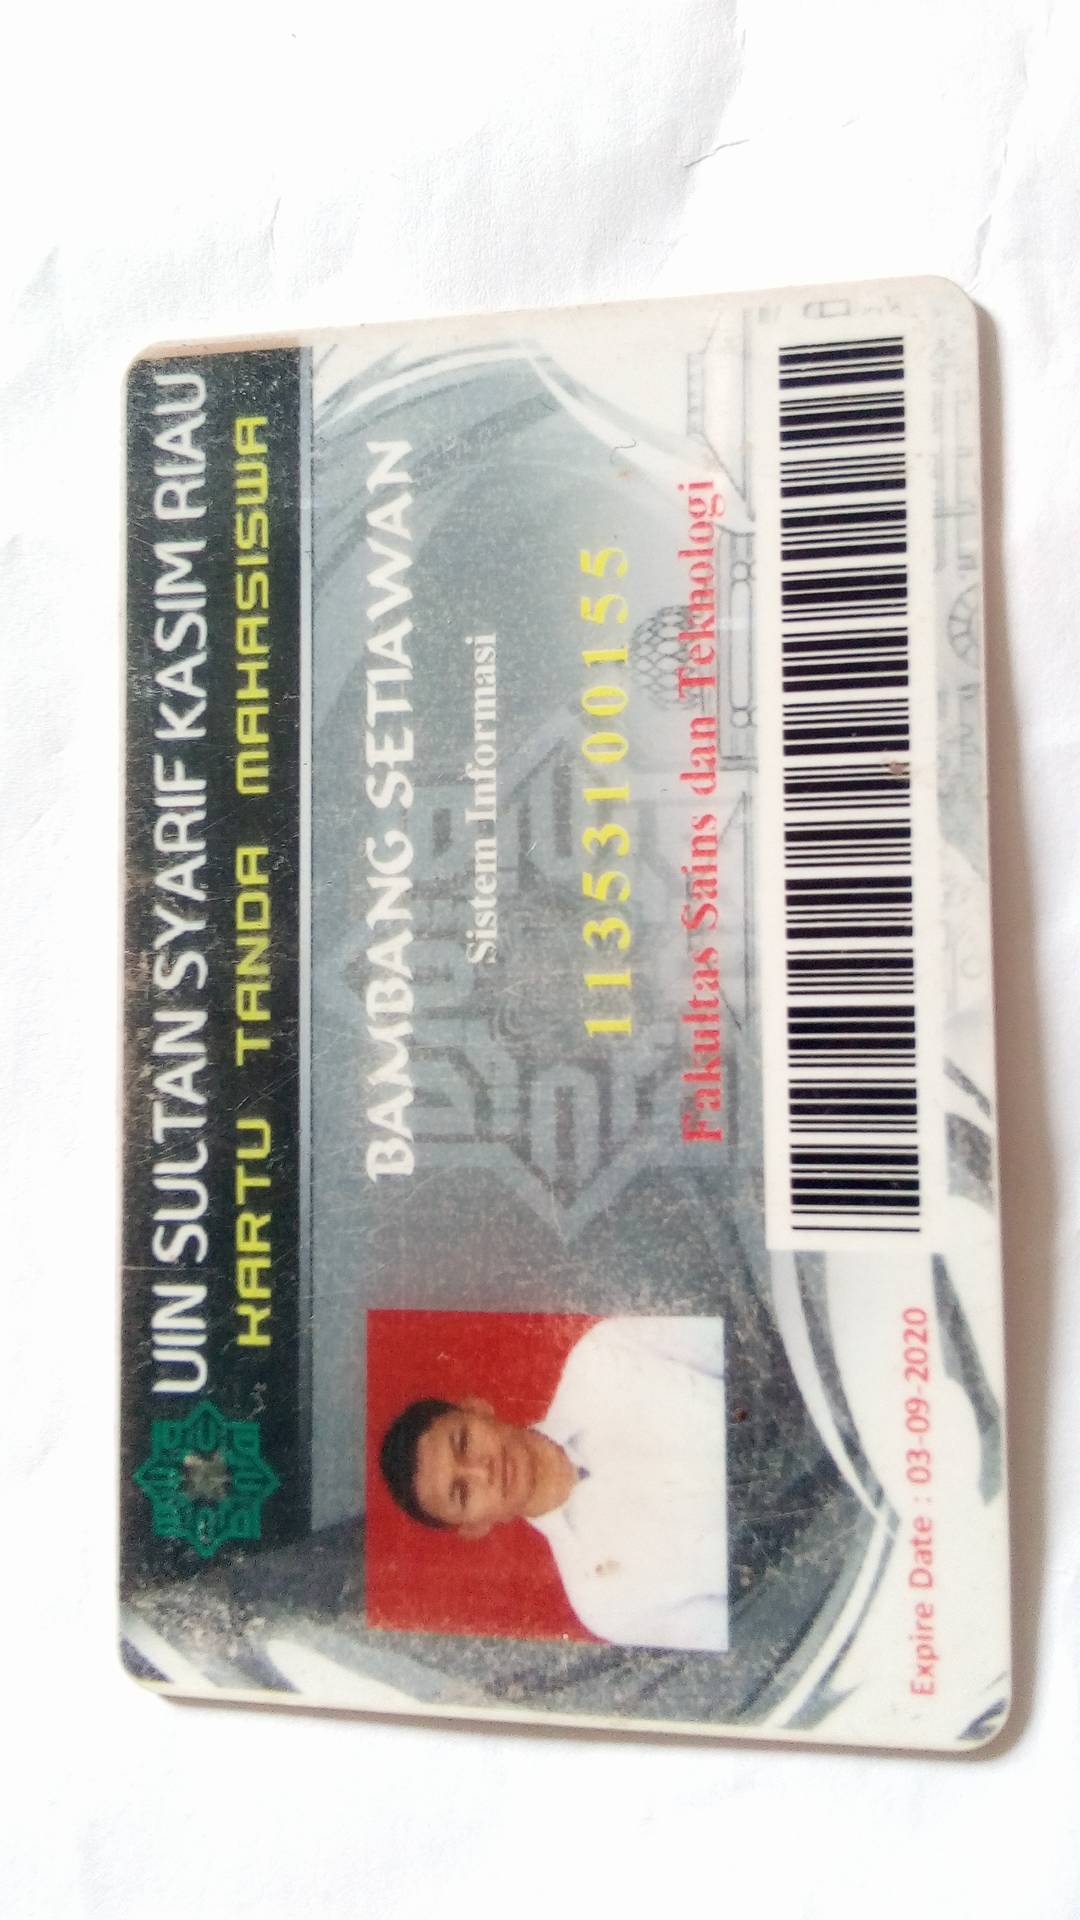 UIN SULTAN SYARIF KASIM RIAU
KARTU TANDA MAHASISWA
BAMBANG SETIAWAN
Sistem Informasi
11353100155
Fakultas Sains dan Teknologi
Expire Date : 03-09-2020